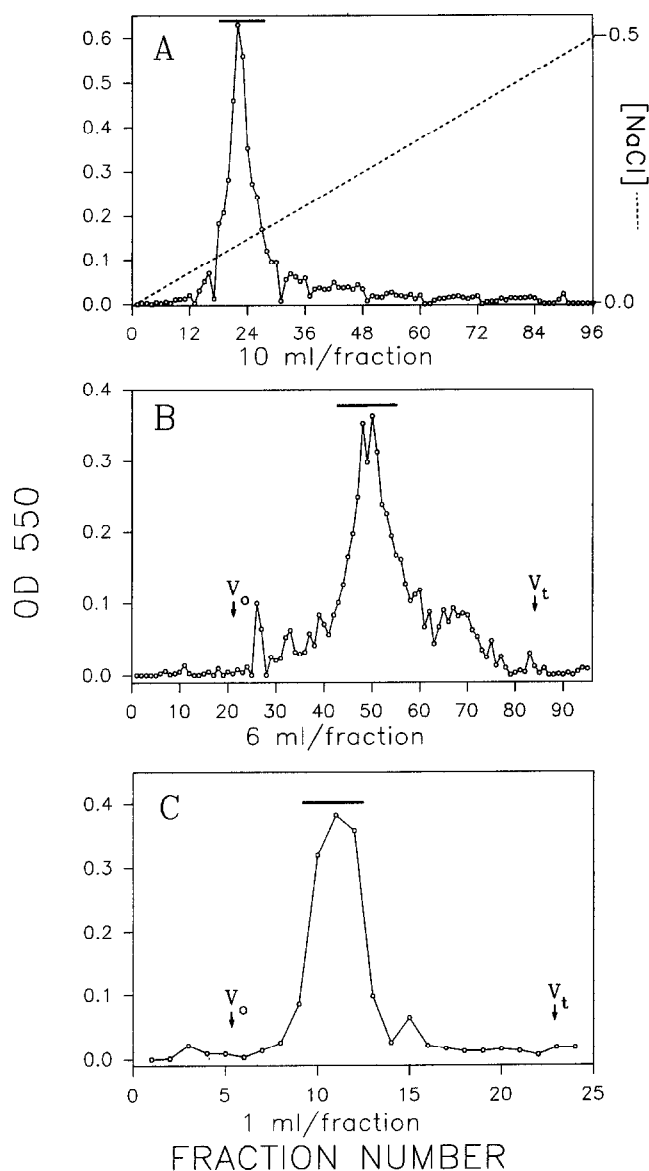 A
0.6
0.5
0.4
0.3
0.2
0.1
0.0
0.5
[NaCl]
0.0
0 12 24 36 48 60 72 84 96
10 ml/fraction
B
0.4
0.3
0.2
0.1
0.0
Vo
Vt
0 10 20 30 40 50 60 70 80 90
6 ml/fraction
OD 550
C
0.4
0.3
0.2
0.1
0.0
Vo
Vt
0 5 10 15 20 25
1 ml/fraction
FRACTION NUMBER